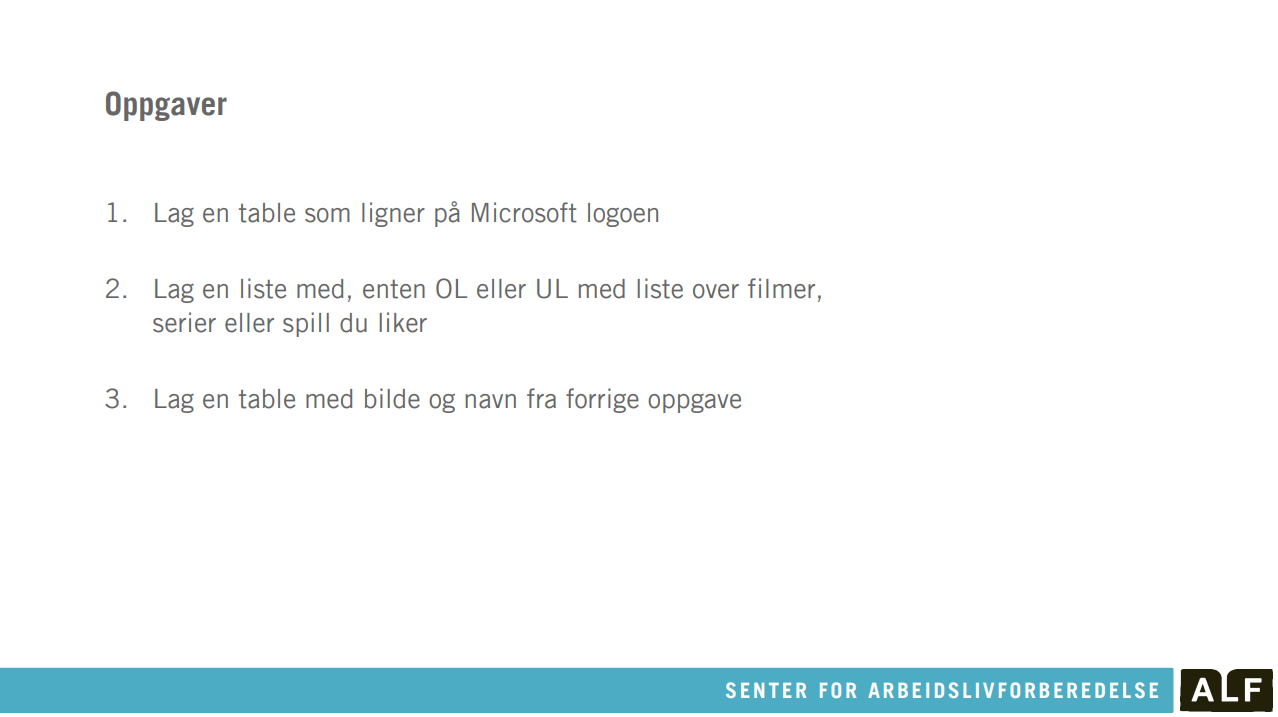 Oppgaver
1. Lag en table som ligner på Microsoft logoen
2. Lag en liste med, enten OL eller UL med liste over filmer,
serier eller spill du liker
3. Lag en table med bilde og navn fra forrige oppgave
SENTER FOR ARBEIDSLIVFORBEREDELSE
ALF